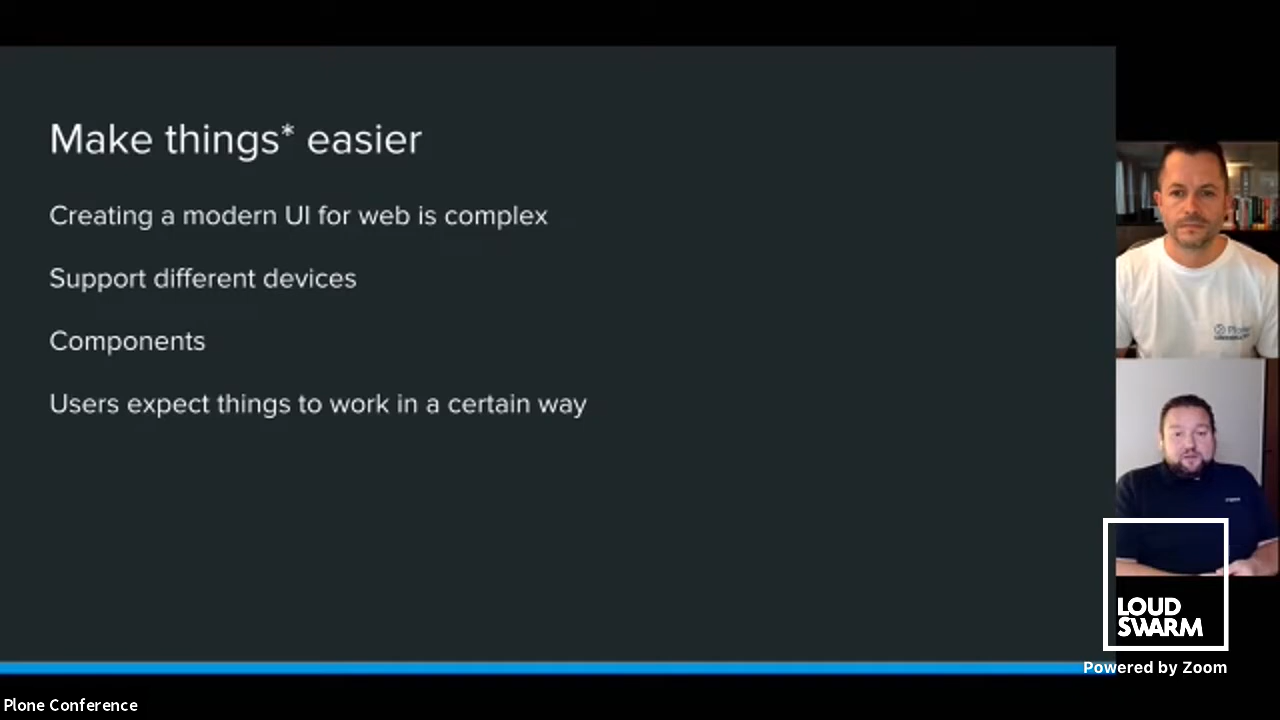 Make things* easier
Creating a modern UI for web is complex
Support different devices
Components
Users expect things to work in a certain way
Plone
LOUD
SWARM
Powered by Zoom
Plone Conference